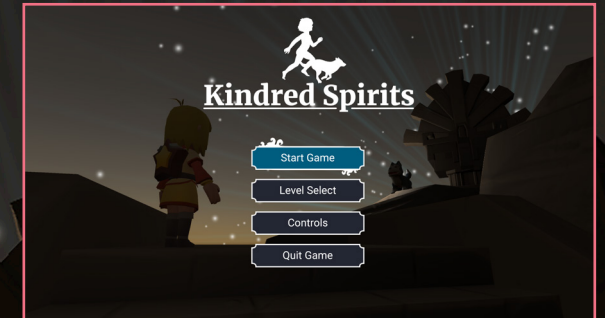 Kindred Spirits
Start Game
Level Select
Controls
Quit Game